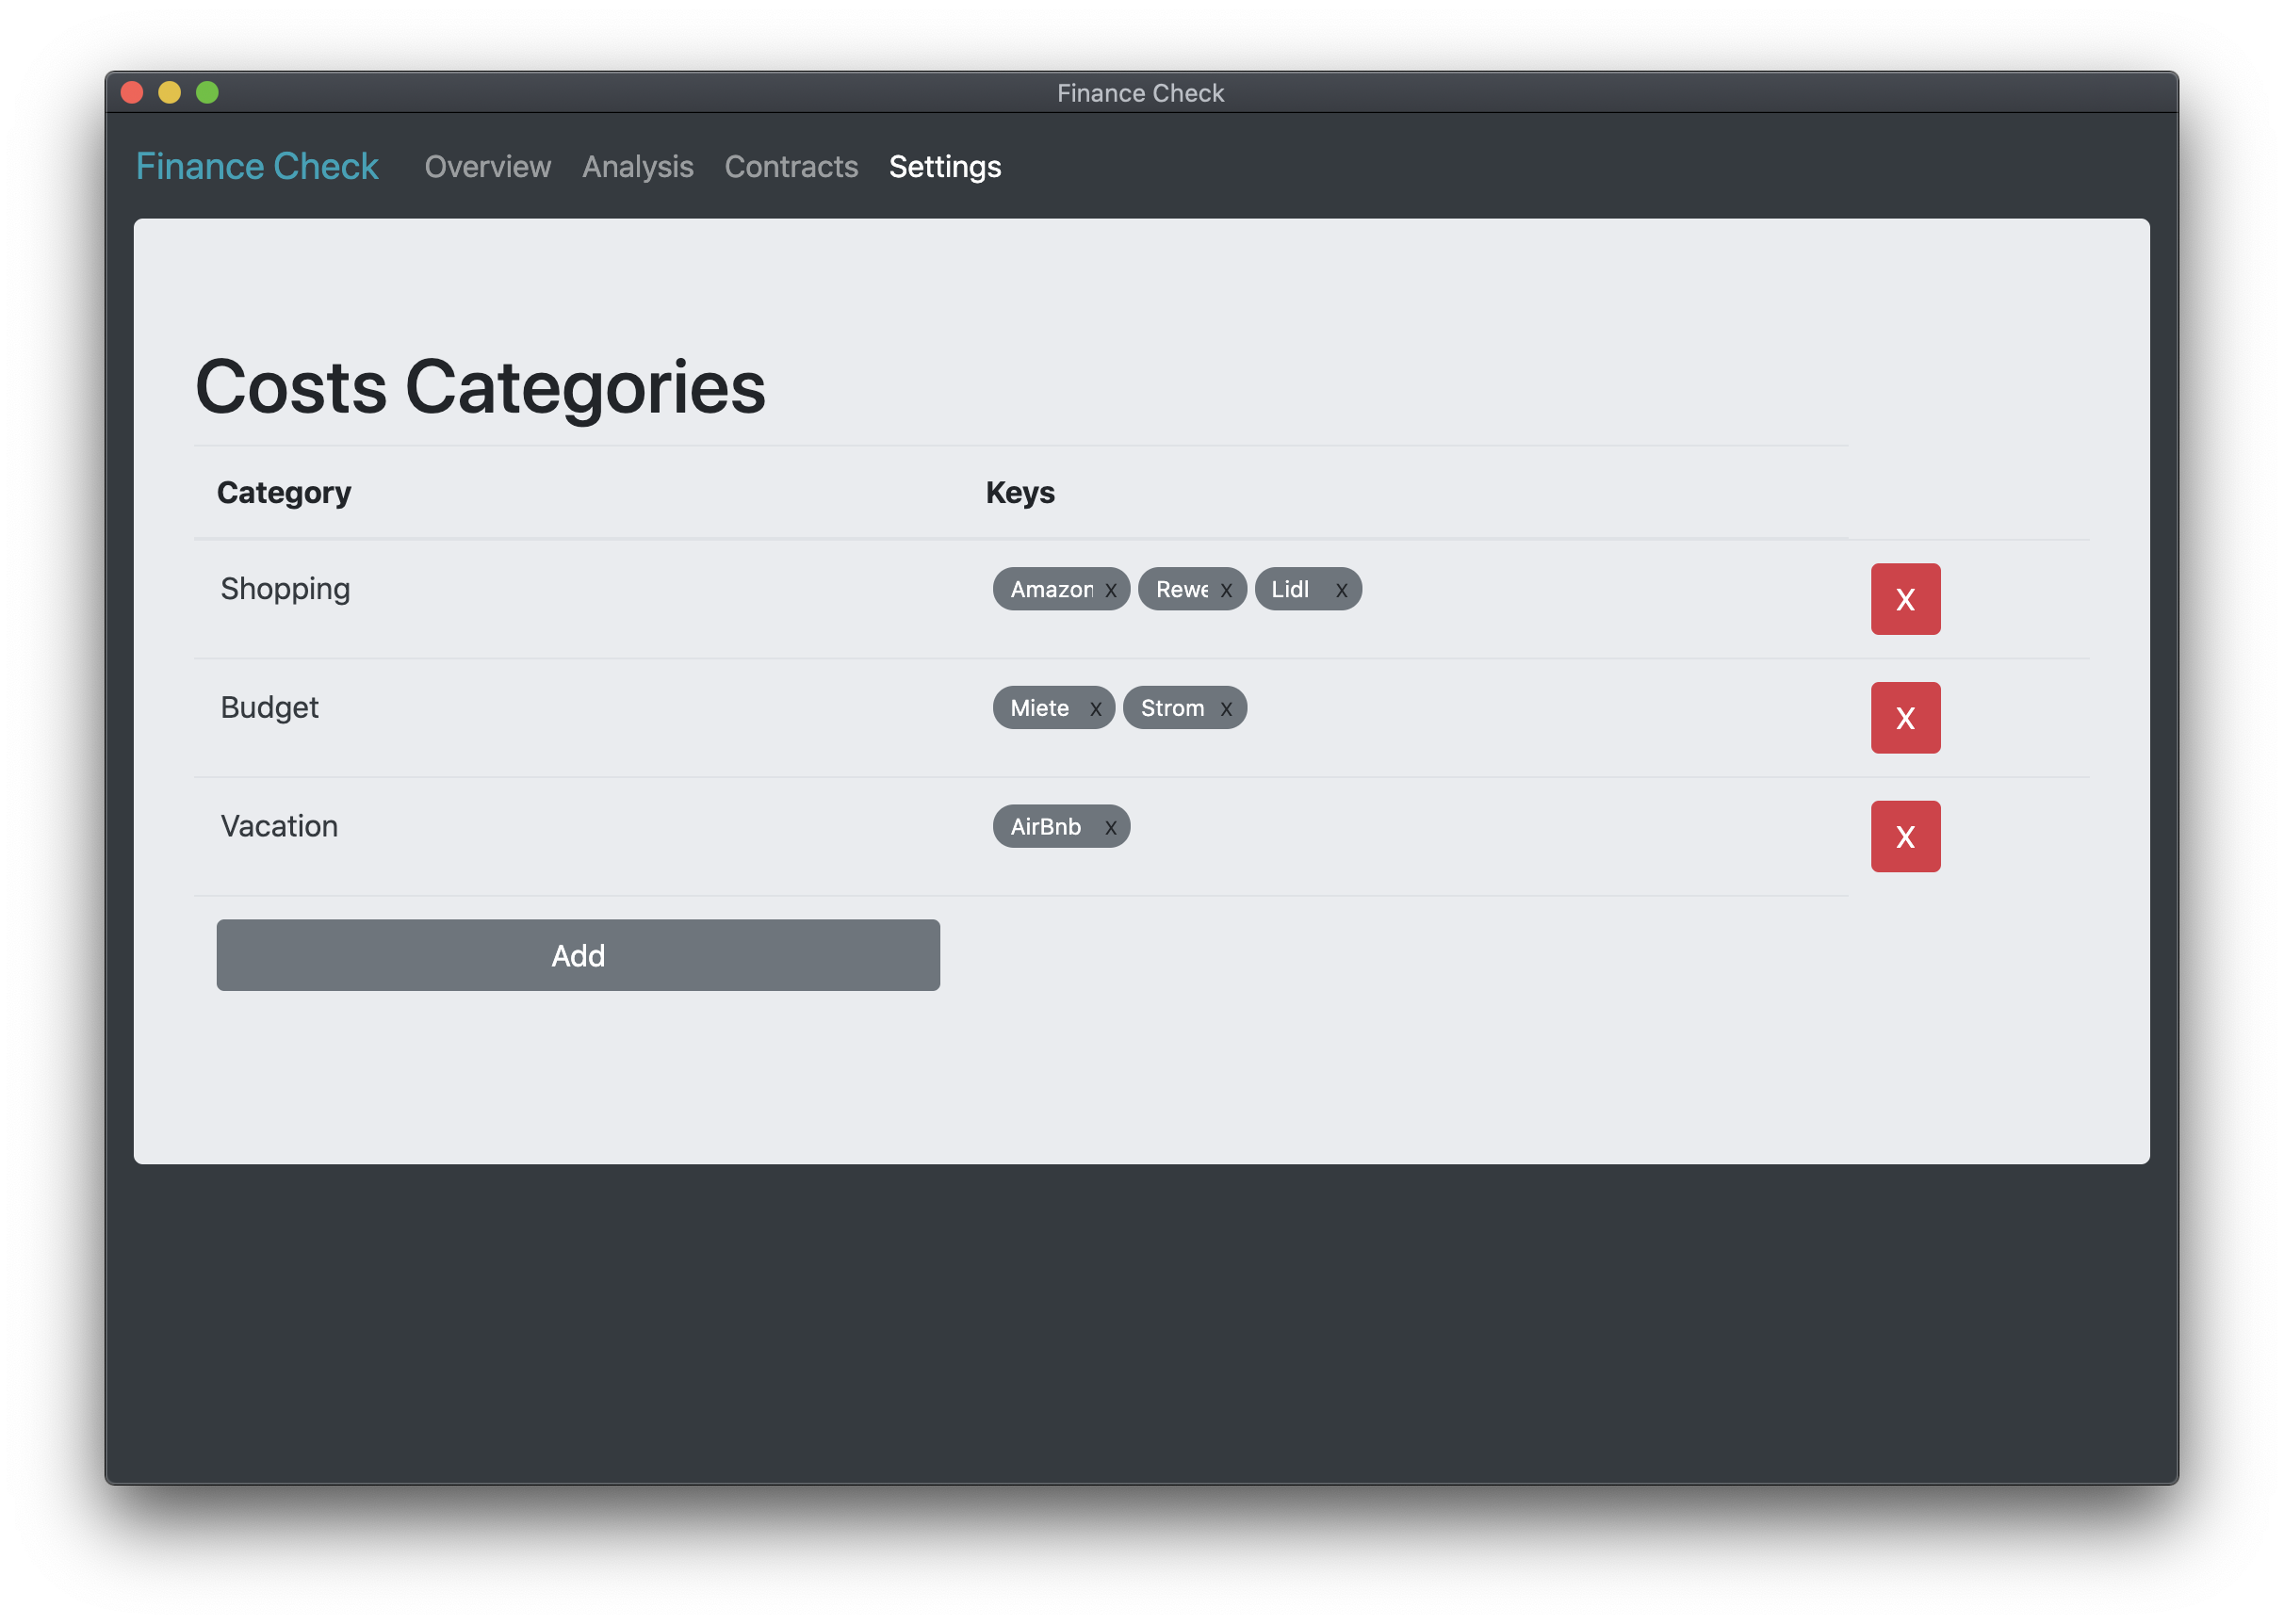 Finance Check
Finance Check Overview Analysis Contracts Settings
Costs Categories
Category Keys
Shopping Amazon x Rewe x Lidl x X
Budget Miete x Strom x X
Vacation AirBnb x X
Add